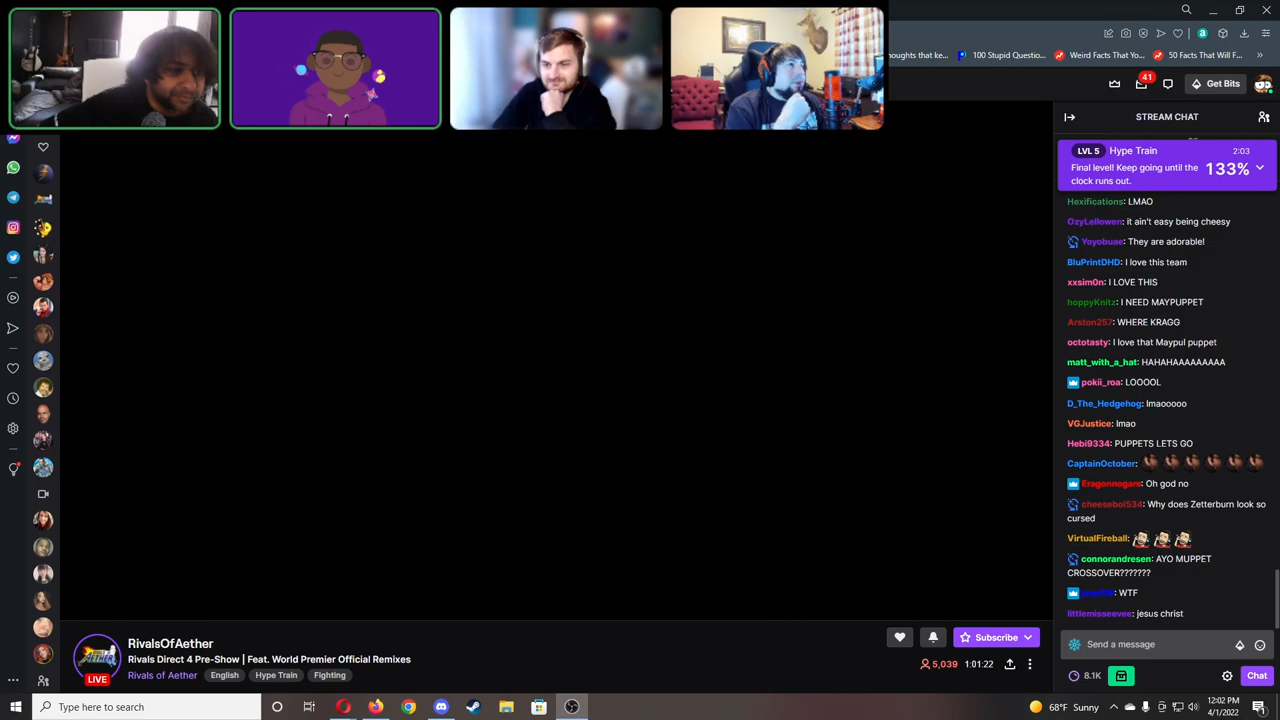 oughts that ke...
100 Stupid Questio...
Weird Facts That Yo...
50 Facts That Will F...
41
Get Bits
STREAM CHAT
LVL 5 Hype Train 2:03
Final level! Keep going until the
clock runs out.
133%
Hexifications: LMAO
OzyLellowen: it ain't easy being cheesy
Yoyobuae: They are adorable!
BluPrintDHD: I love this team
xxsim0n: I LOVE THIS
hoppyKnitz: I NEED MAYPUPPET
Arston257: WHERE KRAGG
octotasty: I love that Maypul puppet
matt_with_a_hat: HAHAHAAAAAAAA
pokii_roa: LOOOOL
D_The_Hedgehog: lmaooooo
VGJustice: lmao
Hebi9334: PUPPETS LETS GO
CaptainOctober:
Eragonnogare: Oh god no
cheeseboi534: Why does Zetterburn look so
cursed
VirtualFireball:
connorandresen: AYO MUPPET
CROSSOVER???????
WTF
littlemisseevee: jesus christ
Send a message
8.1K
Chat
LIVE
RivalsOfAether
Rivals Direct 4 Pre-Show | Feat. World Premier Official Remixes
Rivals of Aether English Hype Train Fighting
Subscribe
5,039 1:01:22
Type here to search
68°F Sunny
12:02 PM
4/1/2022